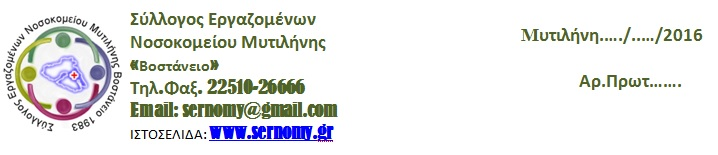 Σύλλογος Εργαζομένων Νοσοκομείου Μυτιλήνης Βοστάνειο 1983
Σύλλογος Εργαζομένων
Νοσοκομείου Μυτιλήνης
«Βοστάνειο»
Τηλ.Φαξ. 22510-26666
Email: sernomy@gmail.com
ΙΣΤΟΣΕΛΙΔΑ: www.sernomy.gr
Μυτιλήνη…../..…/2016
Αρ.Πρωτ…….